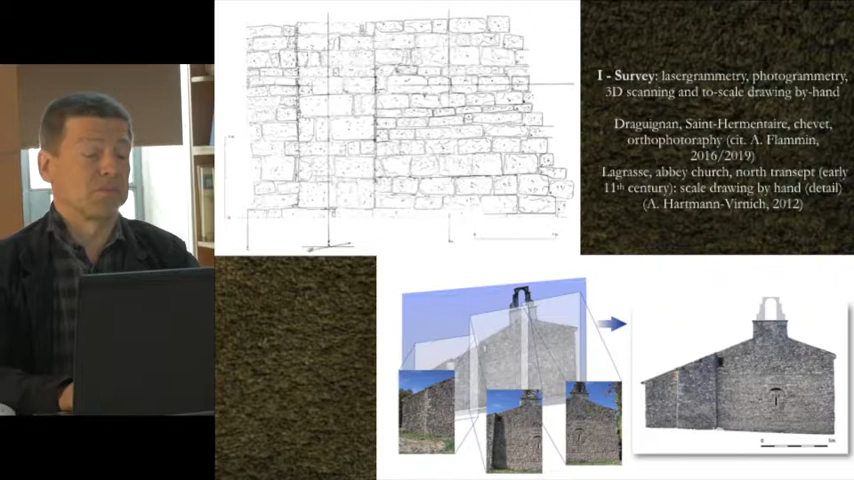 I - Survey: lasergrammetry, photogrammetry,
3D scanning and to-scale drawing by-hand
Draguignan, Saint-Hermentaire, chevet,
orthophotoraphy (cit. A. Flammin,
2016/2019)
Lagrasse, abbey church, north transept (early
11th century): scale drawing by hand (detail)
(A. Hartmann-Virnich, 2012)